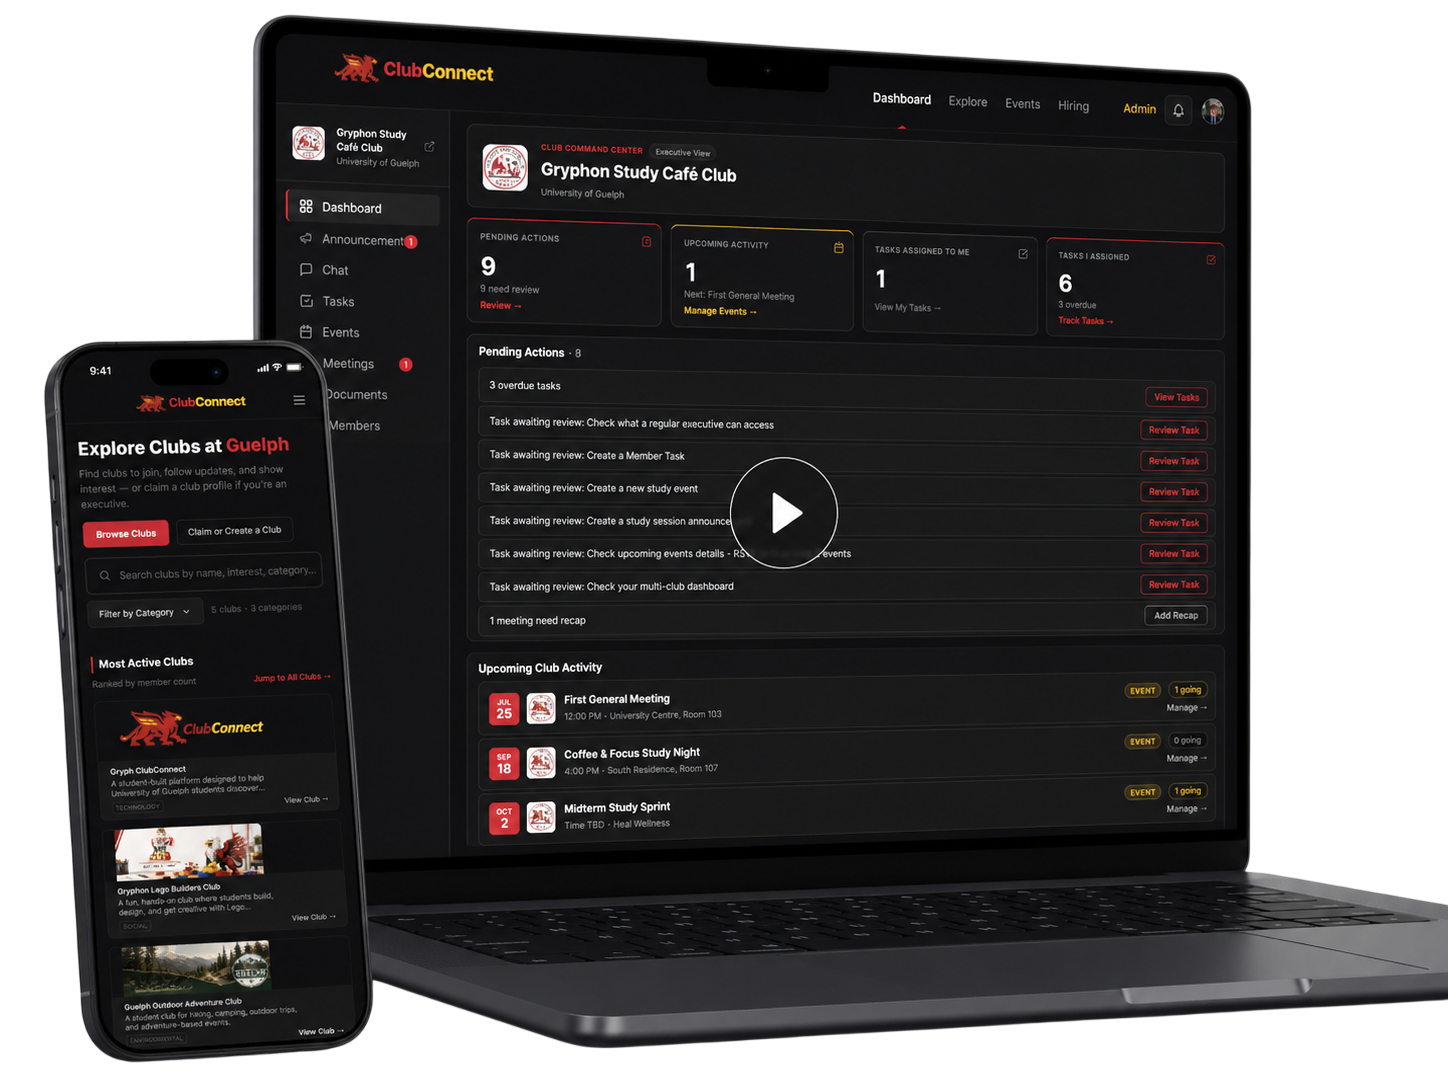 ClubConnect
Dashboard
Explore
Events
Hiring
Admin
Gryphon Study
Café Club
University of Guelph
Dashboard
Announcement
1
Chat
Tasks
Events
Meetings
1
Documents
Members
CLUB COMMAND CENTER
Executive View
Gryphon Study Café Club
University of Guelph
PENDING ACTIONS
9
9 need review
Review →
UPCOMING ACTIVITY
1
Next: First General Meeting
Manage Events →
TASKS ASSIGNED TO ME
1
View My Tasks →
TASKS I ASSIGNED
6
3 overdue
Track Tasks →
Pending Actions · 8
3 overdue tasks
View Tasks
Task awaiting review: Check what a regular executive can access
Review Task
Task awaiting review: Create a Member Task
Review Task
Task awaiting review: Create a new study event
Review Task
Task awaiting review: Create a study session announce
Review Task
Task awaiting review: Check upcoming events details - RS events
Review Task
Task awaiting review: Check your multi-club dashboard
Review Task
1 meeting need recap
Add Recap
Upcoming Club Activity
JUL
25
First General Meeting
12:00 PM - University Centre, Room 103
EVENT
1 going
Manage →
SEP
18
Coffee & Focus Study Night
4:00 PM - South Residence, Room 107
EVENT
0 going
Manage →
OCT
2
Midterm Study Sprint
Time TBD - Heal Wellness
EVENT
1 going
Manage →
9:41
ClubConnect
Explore Clubs at Guelph
Find clubs to join, follow updates, and show
interest — or claim a club profile if you're an
executive.
Browse Clubs
Claim or Create a Club
Search clubs by name, interest, category...
Filter by Category
5 clubs - 3 categories
Most Active Clubs
Ranked by member count
Jump to All Clubs →
ClubConnect
Gryph ClubConnect
A student-built platform designed to help
University of Guelph students discover...
TECHNOLOGY
View Club →
Gryphon Lego Builders Club
A fun, hands-on club where students build,
design, and get creative with Lego...
SOCIAL
View Club →
Guelph Outdoor Adventure Club
A student club for hiking, camping, outdoor trips,
and adventure-based events.
View Club →